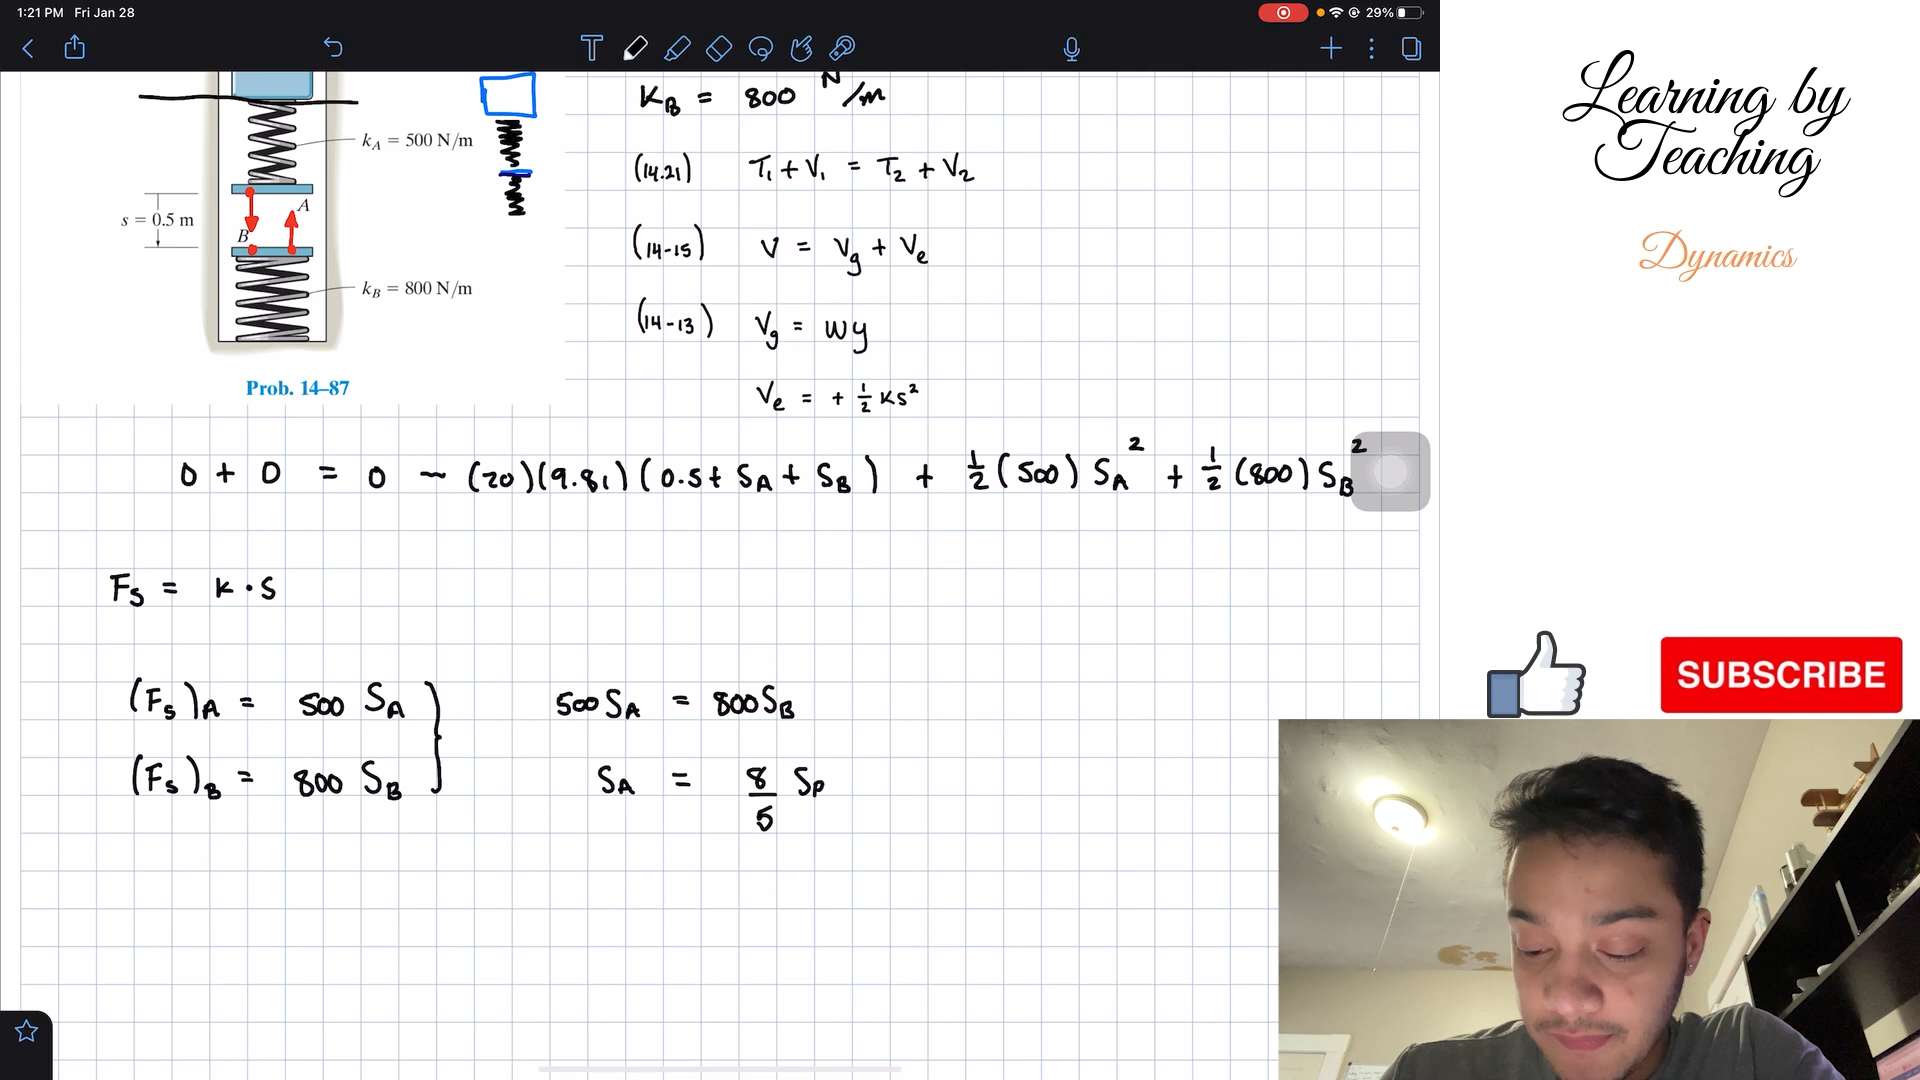 1:21 PM Fri Jan 28
29%
T
K_B = 800 N/m
k_A = 500 N/m
(14.21) T₁ + V₁ = T₂ + V₂
A
s = 0.5 m
B
(14-15) V = V_g + V_e
k_B = 800 N/m
(14-13) V_g = Wy
Prob. 14–87
V_e = + 1/2 ks²
0 + 0 = 0 - (20)(9.81)(0.5 + S_A + S_B) + 1/2 (500) S_A² + 1/2 (800) S_B²
F_S = k · S
(F_S)_A = 500 S_A
500 S_A = 800 S_B
(F_S)_B = 800 S_B
S_A = 8/5 S_P
Learning by
Teaching
Dynamics
SUBSCRIBE